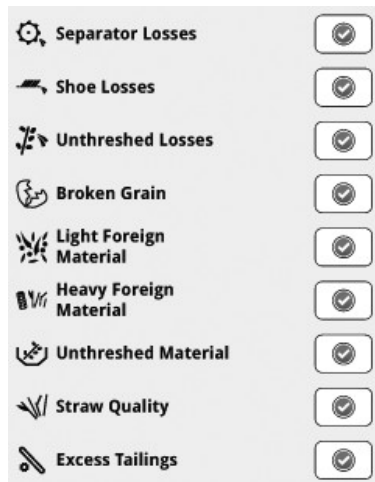 Separator Losses
Shoe Losses
Unthreshed Losses
Broken Grain
Light Foreign
Material
Heavy Foreign
Material
Unthreshed Material
Straw Quality
Excess Tailings